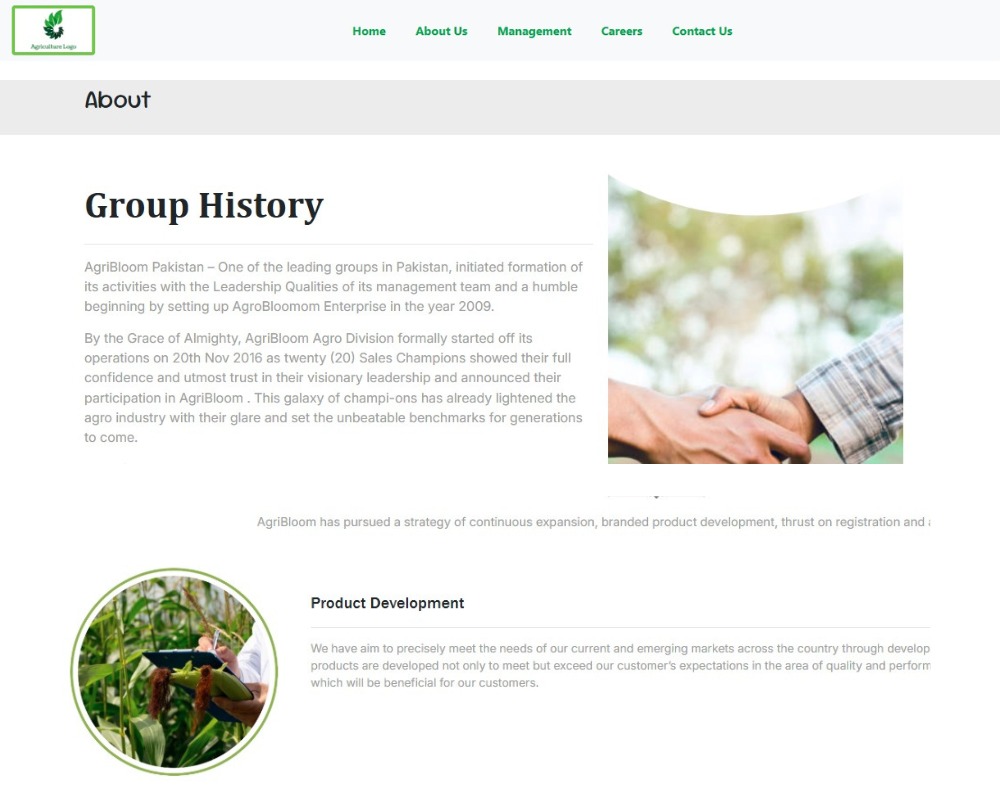 Agriculture Logo
Home About Us Management Careers Contact Us
About
Group History
AgriBloom Pakistan – One of the leading groups in Pakistan, initiated formation of
its activities with the Leadership Qualities of its management team and a humble
beginning by setting up AgroBloomom Enterprise in the year 2009.
By the Grace of Almighty, AgriBloom Agro Division formally started off its
operations on 20th Nov 2016 as twenty (20) Sales Champions showed their full
confidence and utmost trust in their visionary leadership and announced their
participation in AgriBloom . This galaxy of champi-ons has already lightened the
agro industry with their glare and set the unbeatable benchmarks for generations
to come.
AgriBloom has pursued a strategy of continuous expansion, branded product development, thrust on registration and
Product Development
We have aim to precisely meet the needs of our current and emerging markets across the country through develop
products are developed not only to meet but exceed our customer's expectations in the area of quality and perform
which will be beneficial for our customers.